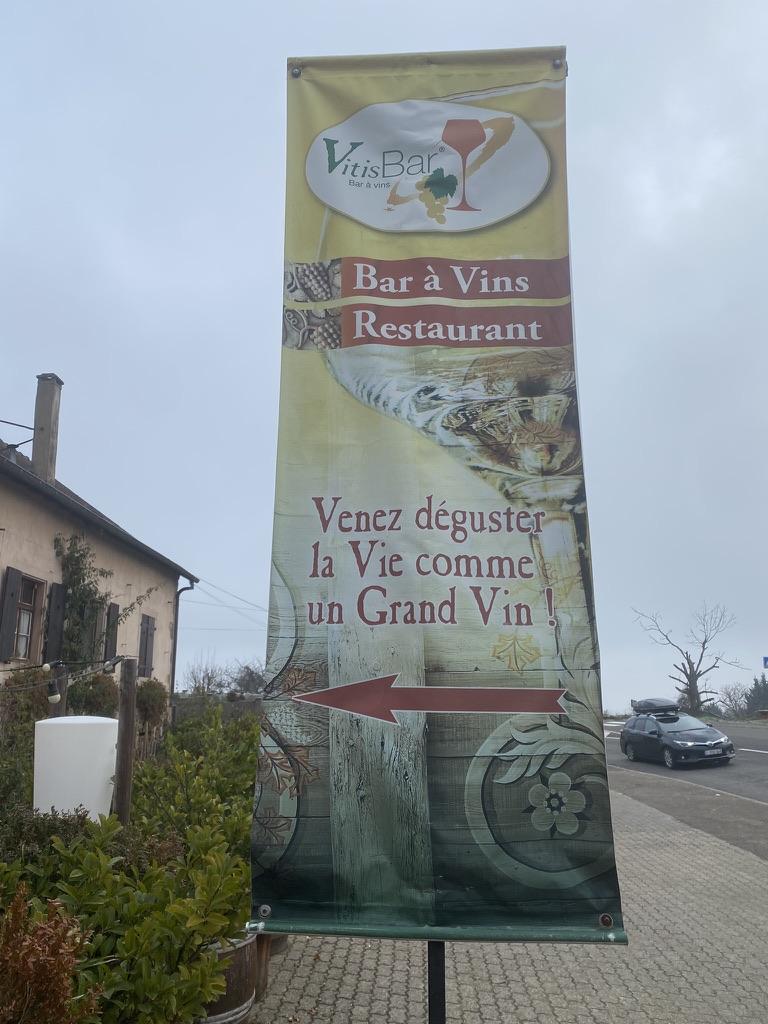 VitisBar®
Bar à vins
Bar à Vins
Restaurant
Venez déguster
la Vie comme
un Grand Vin !